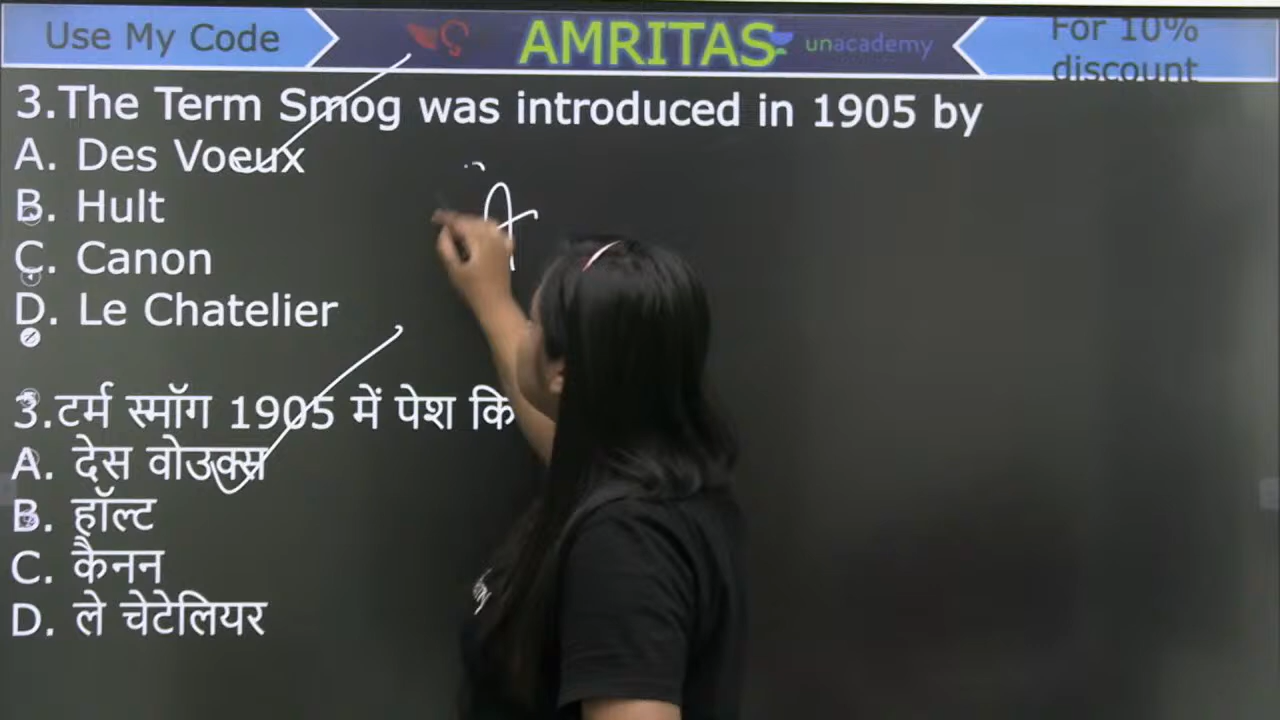 Use My Code
AMRITAS
unacademy
For 10%
discount
3.The Term Smog was introduced in 1905 by
A. Des Voeux
B. Hult
C. Canon
D. Le Chatelier
3.टर्म स्मॉग 1905 में पेश कि
A. देस वोउक्स
B. हॉल्ट
C. कैनन
D. ले चेटेलियर